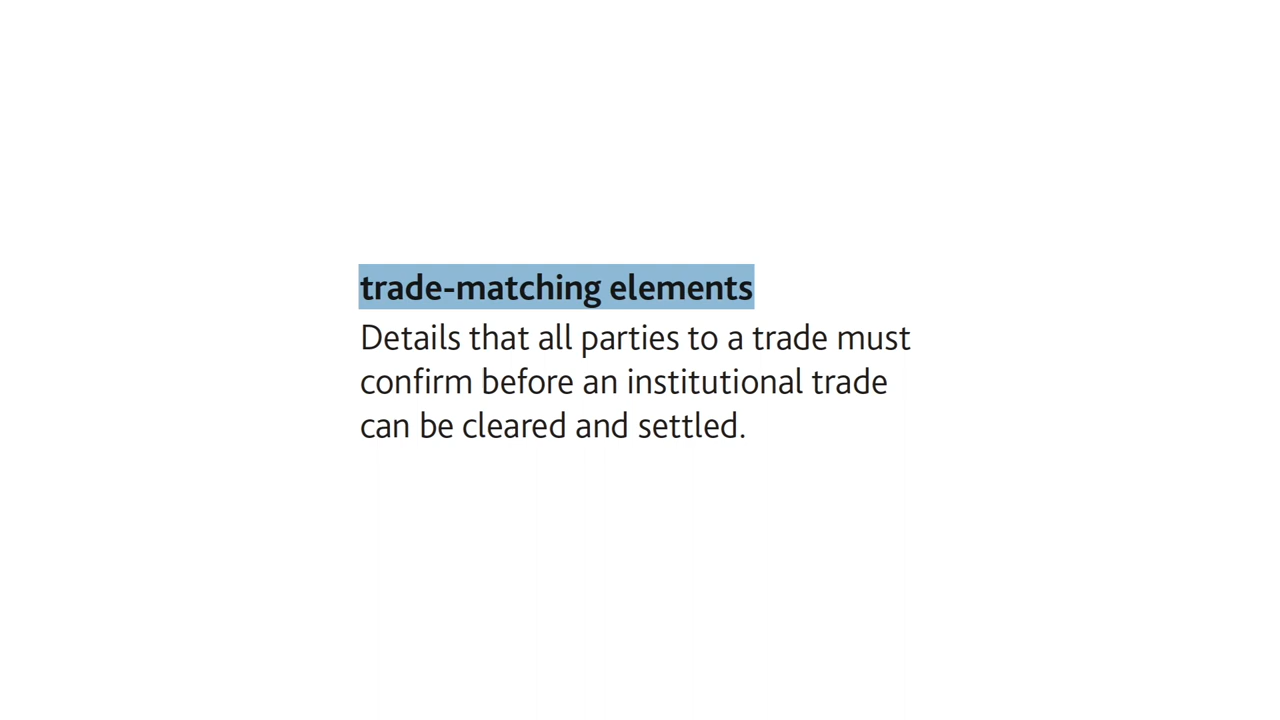 trade-matching elements
Details that all parties to a trade must
confirm before an institutional trade
can be cleared and settled.